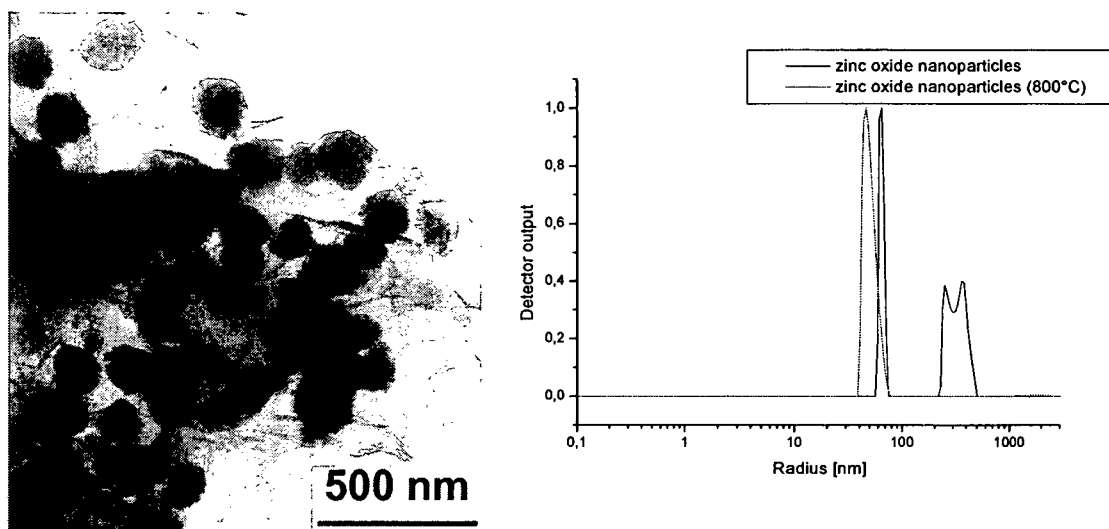 500 nm
zinc oxide nanoparticles
zinc oxide nanoparticles (800°C)
1,0
0,8
0,6
0,4
0,2
0,0
Detector output
0,1
1
10
100
1000
Radius [nm]